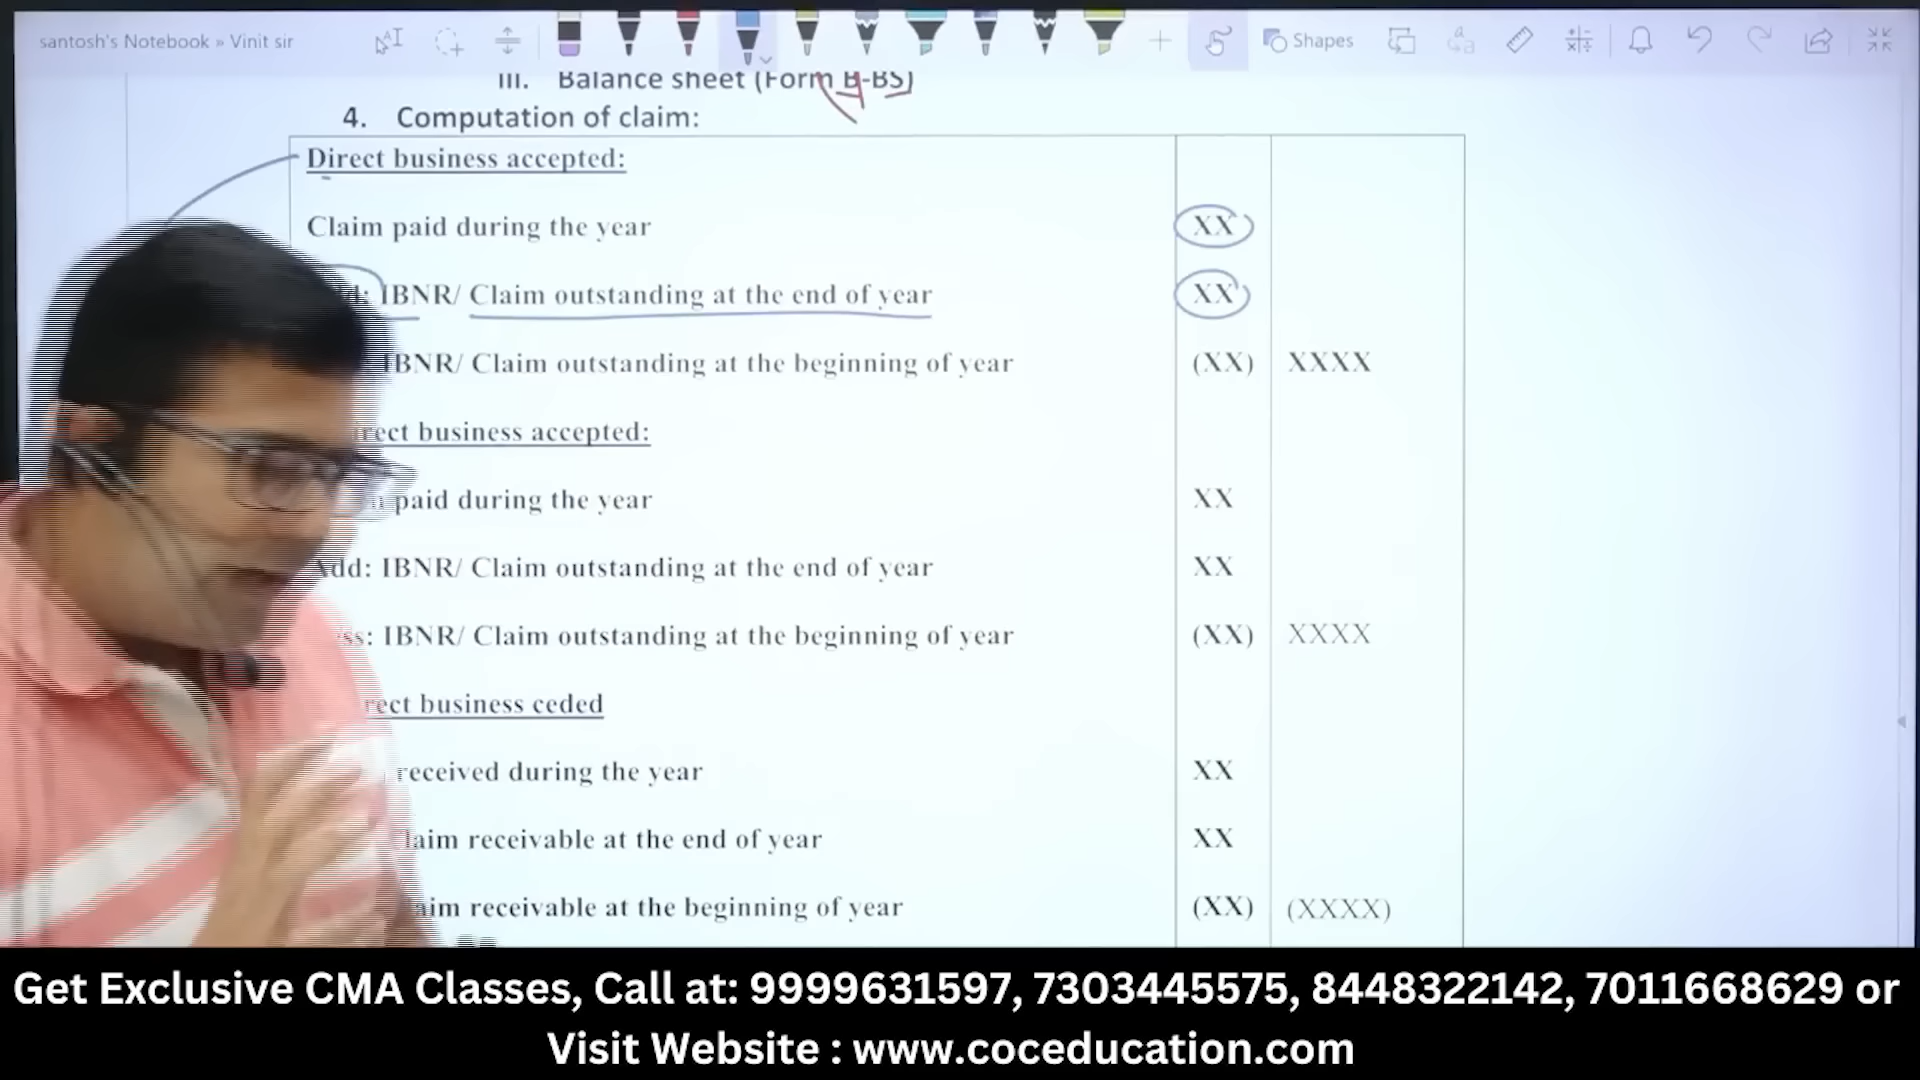 santosh's Notebook » Vinit sir
Shapes
III. Balance sheet (Form B-BS)
4. Computation of claim:
Direct business accepted:
Claim paid during the year XX
IBNR/ Claim outstanding at the end of year XX
IBNR/ Claim outstanding at the beginning of year (XX) XXXX
business accepted:
paid during the year XX
Add: IBNR/ Claim outstanding at the end of year XX
IBNR/ Claim outstanding at the beginning of year (XX) XXXX
business ceded
received during the year XX
receivable at the end of year XX
receivable at the beginning of year (XX) (XXXX)
Get Exclusive CMA Classes, Call at: 9999631597, 7303445575, 8448322142, 7011668629 or
Visit Website : www.coceducation.com